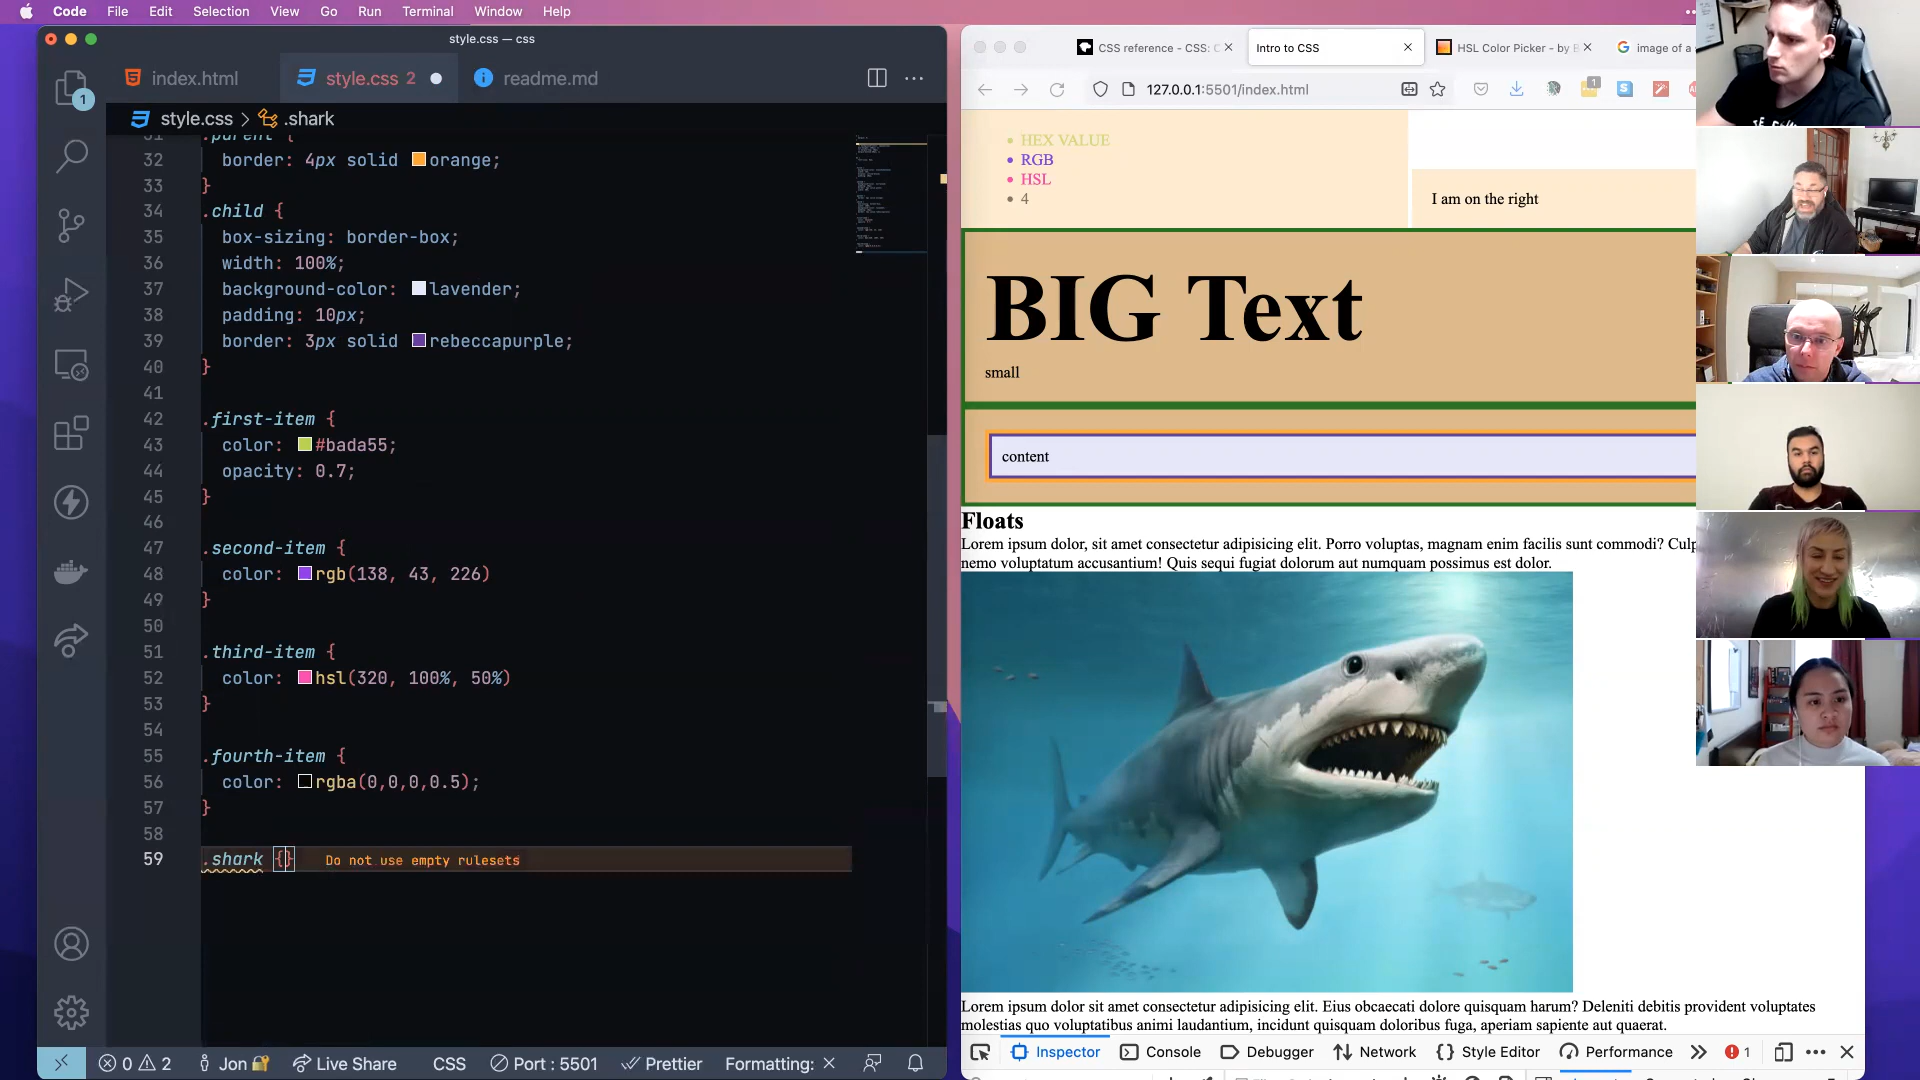 Code File Edit Selection View Go Run Terminal Window Help
style.css — css
index.html style.css 2 readme.md
1
style.css > .shark
.parent
32 border: 4px solid orange;
33 }
34 .child {
35 box-sizing: border-box;
36 width: 100%;
37 background-color: lavender;
38 padding: 10px;
39 border: 3px solid rebeccapurple;
40 }
41
42 .first-item {
43 color: #bada55;
44 opacity: 0.7;
45 }
46
47 .second-item {
48 color: rgb(138, 43, 226)
49 }
50
51 .third-item {
52 color: hsl(320, 100%, 50%)
53 }
54
55 .fourth-item {
56 color: rgba(0,0,0,0.5);
57 }
58
59 .shark {} Do not use empty rulesets
0 2 Jon Live Share CSS Port : 5501 Prettier Formatting: ×
CSS reference - CSS: Intro to CSS HSL Color Picker - by image of a
127.0.0.1:5501/index.html
1
• HEX VALUE
• RGB
• HSL
• 4
I am on the right
BIG Text
small
content
Floats
Lorem ipsum dolor, sit amet consectetur adipisicing elit. Porro voluptas, magnam enim facilis sunt commodi?
nemo voluptatum accusantium! Quis sequi fugiat dolorum aut numquam possimus est dolor.
Lorem ipsum dolor sit amet consectetur adipisicing elit. Eius obcaecati dolore quisquam harum? Deleniti debitis provident voluptates
molestias quo voluptatibus animi laudantium, incidunt quisquam doloribus fuga, aperiam sapiente aut quaerat.
Inspector Console Debugger Network Style Editor Performance 1